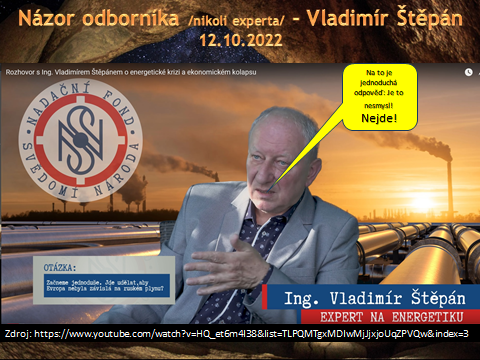 Názor odborníka /nikoli experta/ - Vladimír Štěpán
12.10.2022
Rozhovor s Ing. Vladimírem Štěpánem o energetické krizi a ekonomickém kolapsu
NADAČNÍ FOND
SVĚDOMÍ NÁRODA
NSN
Na to je
jednoduchá
odpověď: Je to
nesmysl!
Nejde!
OTÁZKA:
Začneme jednoduše. Jde udělat,aby
Evropa nebyla závislá na ruském plynu?
Ing. Vladimír Štěpán
EXPERT NA ENERGETIKU
Zdroj: https://www.youtube.com/watch?v=HQ_et6m4l38&list=TLPQMTgxMDIwMjJjxjoUqZPVQw&index=3